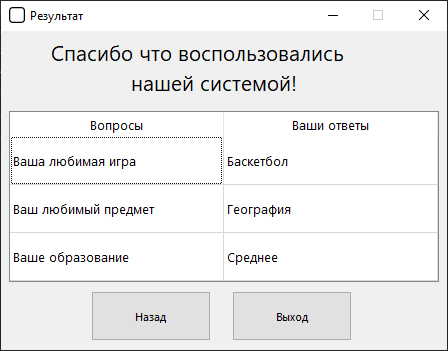 Результат
Спасибо что воспользовались
нашей системой!
Вопросы Ваши ответы
Ваша любимая игра Баскетбол
Ваш любимый предмет География
Ваше образование Среднее
Назад Выход